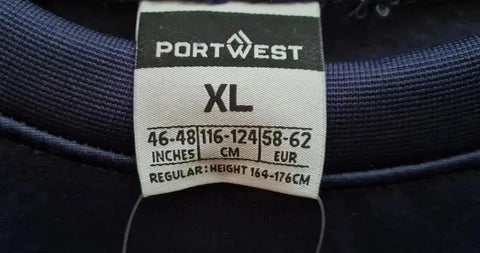 PORTWEST
XL
46-48 116-124 58-62
INCHES CM EUR
REGULAR: HEIGHT 164-176CM